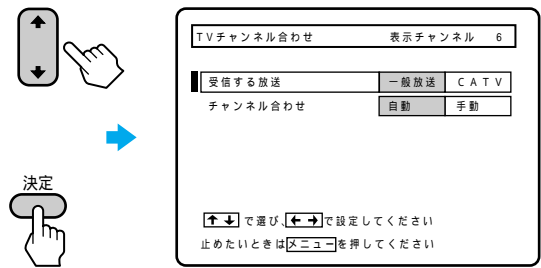 TVチャンネル合わせ 表示チャンネル 6
受信する放送 一般放送 CATV
チャンネル合わせ 自動 手動
決定
↑↓で選び、←→で設定してください
止めたいときはメニューを押してください